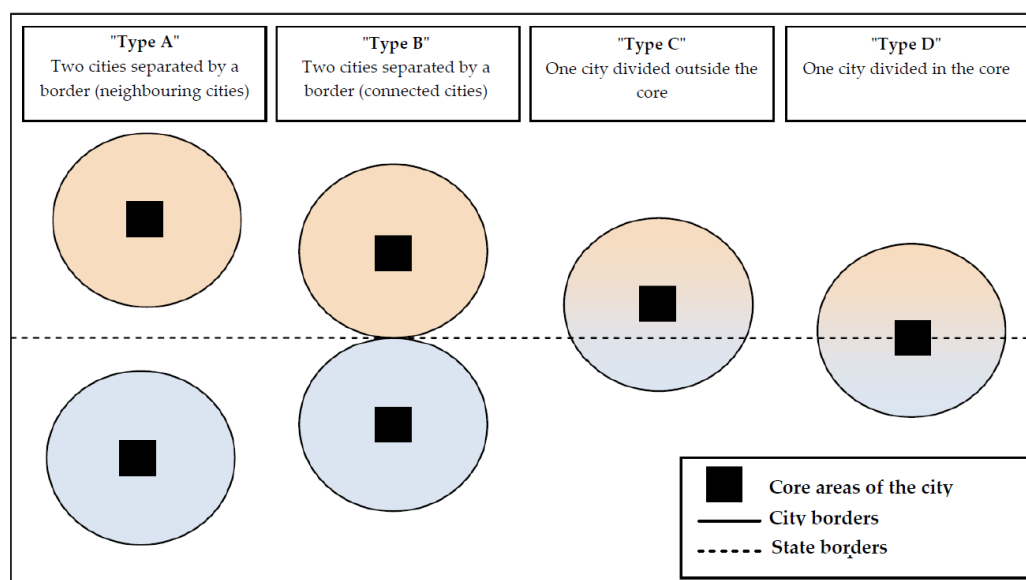 "Type A"
Two cities separated by a
border (neighbouring cities)
"Type B"
Two cities separated by a
border (connected cities)
"Type C"
One city divided outside the
core
"Type D"
One city divided in the core
Core areas of the city
City borders
State borders